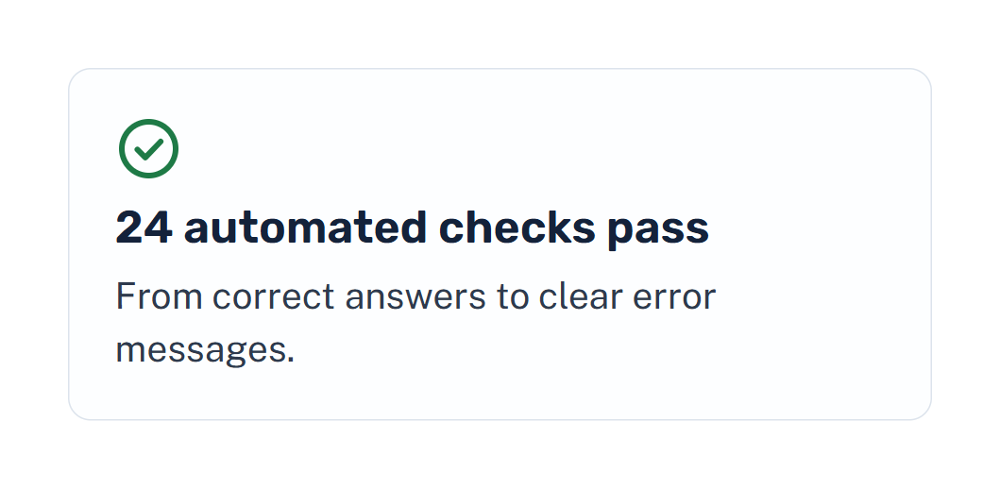 24 automated checks pass
From correct answers to clear error
messages.